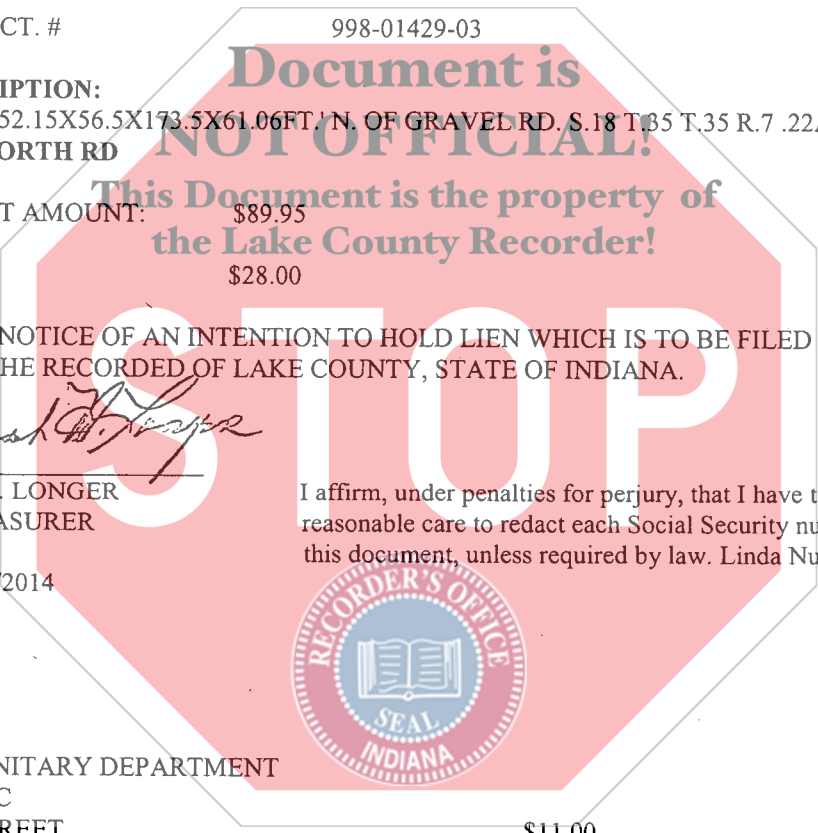 CT. # 998-01429-03
Document is
IPTION:
52.15X56.5X173.5X61.06FT.' N. OF GRAVEL RD. S.18 T.35 T.35 R.7 .22
NOT OFFICIAL!
ORTH RD
This Document is the property of
T AMOUNT: $89.95
the Lake County Recorder!
$28.00
NOTICE OF AN INTENTION TO HOLD LIEN WHICH IS TO BE FILED
HE RECORDED OF LAKE COUNTY, STATE OF INDIANA.
STOP
. LONGER
I affirm, under penalties for perjury, that I have t
ASURER
reasonable care to redact each Social Security nu
this document, unless required by law. Linda Nu
/2014
RECORDER'S OFFICE
SEAL
INDIANA
NITARY DEPARTMENT
C
REET
$11.00